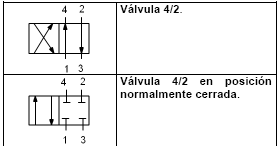 4 2
Válvula 4/2.
1 3
4 2
Válvula 4/2 en posición
normalmente cerrada.
1 3